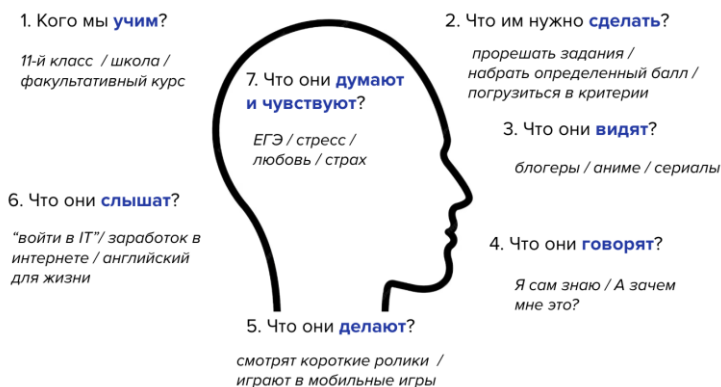 1. Кого мы учим?
11-й класс / школа /
факультативный курс
2. Что им нужно сделать?
прорешать задания /
набрать определенный балл /
погрузиться в критерии
3. Что они видят?
блогеры / аниме / сериалы
4. Что они говорят?
Я сам знаю / А зачем
мне это?
5. Что они делают?
смотрят короткие ролики /
играют в мобильные игры
6. Что они слышат?
“войти в IT”/ заработок в
интернете / английский
для жизни
7. Что они думают
и чувствуют?
ЕГЭ / стресс /
любовь / страх